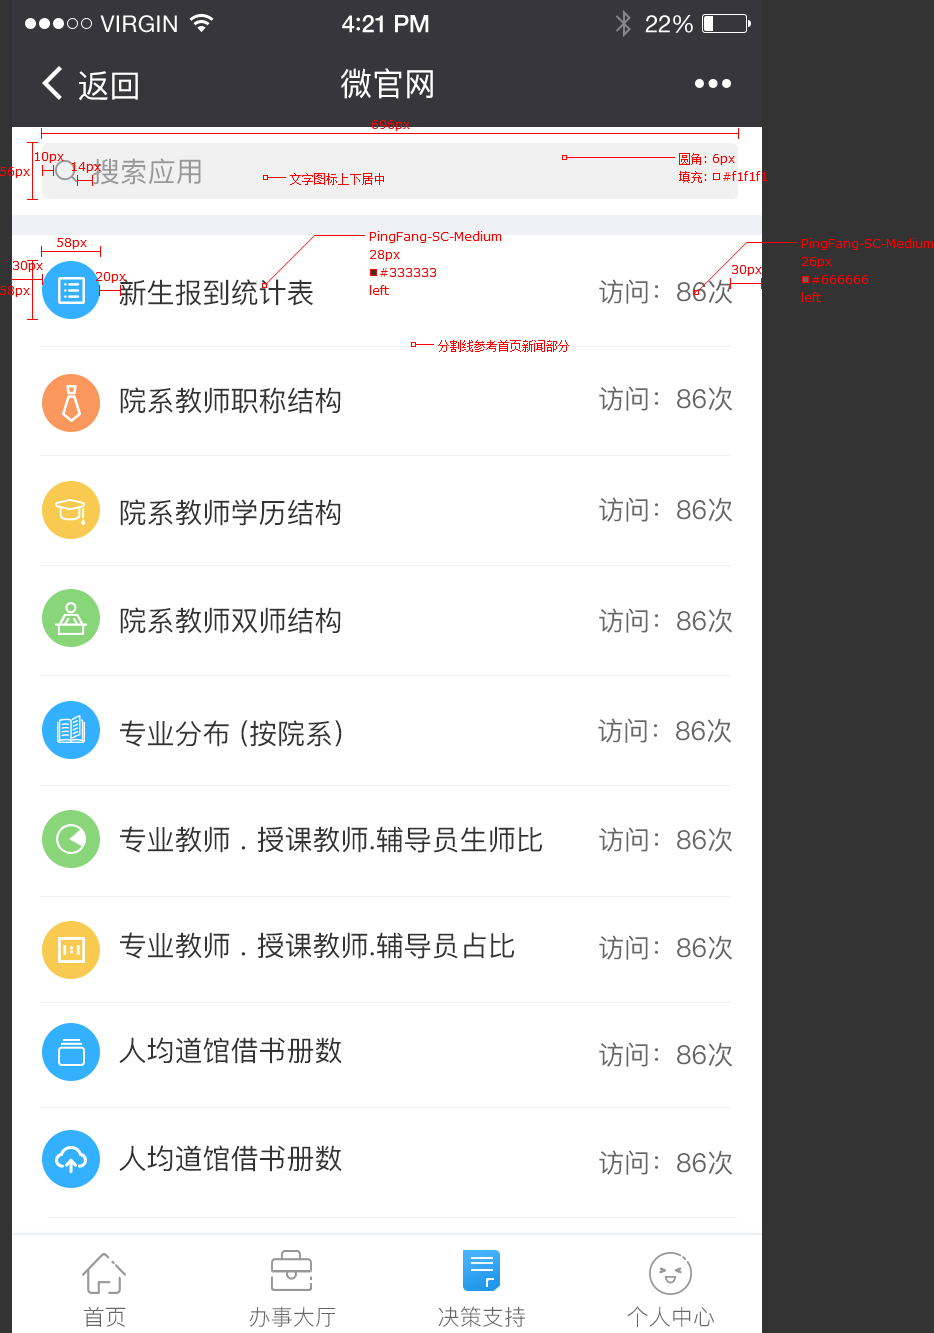 VIRGIN 4:21 PM 22%
返回 微官网
696px
10px 14px 搜索应用 圆角：6px
56px 文字图标上下居中 填充： #f1f1f1
58px PingFang-SC-Medium PingFang-SC-Medium
28px 26px
30px 20px #333333 30px #666666
58px left left
新生报到统计表 访问：86次
分割线参考首页新闻部分
院系教师职称结构 访问：86次
院系教师学历结构 访问：86次
院系教师双师结构 访问：86次
专业分布（按院系） 访问：86次
专业教师．授课教师.辅导员生师比 访问：86次
专业教师．授课教师.辅导员占比 访问：86次
人均道馆借书册数 访问：86次
人均道馆借书册数 访问：86次
首页 办事大厅 决策支持 个人中心